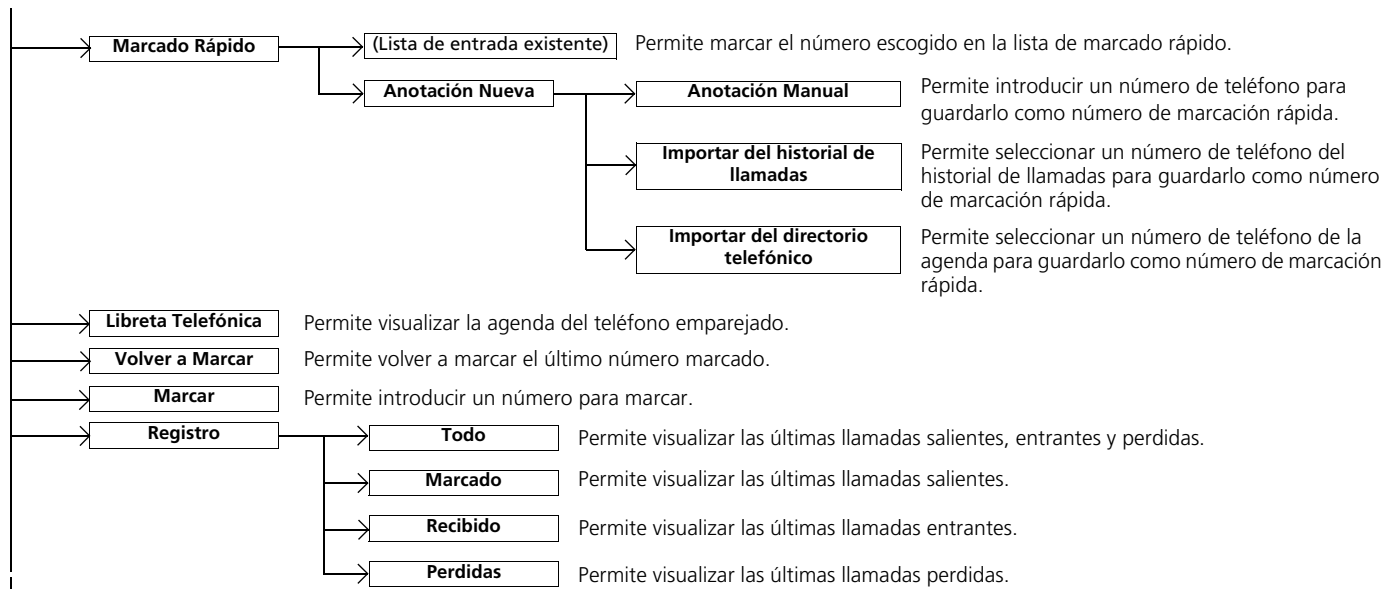 Marcado Rápido
(Lista de entrada existente)
Permite marcar el número escogido en la lista de marcado rápido.
Anotación Nueva
Anotación Manual
Permite introducir un número de teléfono para
guardarlo como número de marcación rápida.
Importar del historial de
llamadas
Permite seleccionar un número de teléfono del
historial de llamadas para guardarlo como número
de marcación rápida.
Importar del directorio
telefónico
Permite seleccionar un número de teléfono de la
agenda para guardarlo como número de marcación
rápida.
Libreta Telefónica
Permite visualizar la agenda del teléfono emparejado.
Volver a Marcar
Permite volver a marcar el último número marcado.
Marcar
Permite introducir un número para marcar.
Registro
Todo
Permite visualizar las últimas llamadas salientes, entrantes y perdidas.
Marcado
Permite visualizar las últimas llamadas salientes.
Recibido
Permite visualizar las últimas llamadas entrantes.
Perdidas
Permite visualizar las últimas llamadas perdidas.